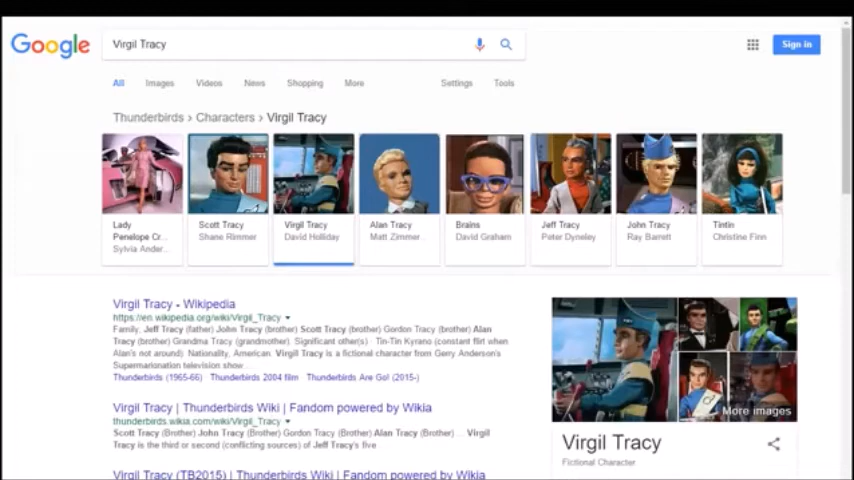 Google
Virgil Tracy
Sign in
All Images Videos News Shopping More Settings Tools
Thunderbirds › Characters › Virgil Tracy
Lady Penelope Cr...
Sylvia Ander...
Scott Tracy
Shane Rimmer
Virgil Tracy
David Holliday
Alan Tracy
Matt Zimmer...
Brains
David Graham
Jeff Tracy
Peter Dyneley
John Tracy
Ray Barrett
Tintin
Christine Finn
Virgil Tracy - Wikipedia
https://en.wikipedia.org/wiki/Virgil_Tracy
Family, Jeff Tracy (father) John Tracy (brother) Scott Tracy (brother) Gordon Tracy (brother) Alan
Tracy (brother) Grandma Tracy (grandmother). Significant other(s) · Tin-Tin Kyrano (constant flirt when
Alan's not around). Nationality, American. Virgil Tracy is a fictional character from Gerry Anderson's
Supermarionation television show...
Thunderbirds (1965-66) Thunderbirds 2004 film Thunderbirds Are Go! (2015-)
Virgil Tracy | Thunderbirds Wiki | Fandom powered by Wikia
thunderbirds.wikia.com/wiki/Virgil_Tracy
Scott Tracy (Brother) John Tracy (Brother) Gordon Tracy (Brother) Alan Tracy (Brother) ... Virgil
Tracy is the third or second (conflicting sources) of Jeff Tracy's five
Virgil Tracy (TB2015) | Thunderbirds Wiki | Fandom powered by Wikia
More images
Virgil Tracy
Fictional Character